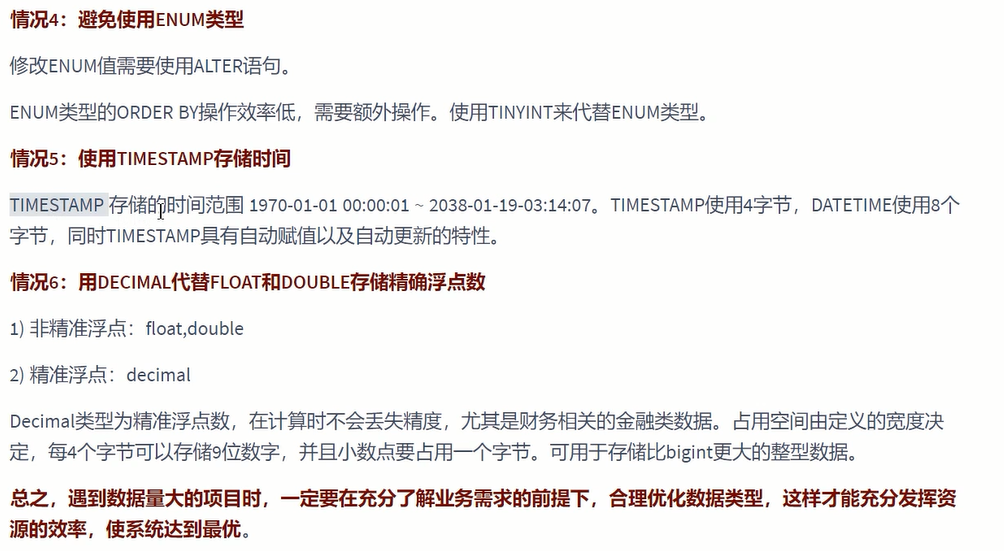 情况4：避免使用ENUM类型
修改ENUM值需要使用ALTER语句。
ENUM类型的ORDER BY操作效率低，需要额外操作。使用TINYINT来代替ENUM类型。
情况5：使用TIMESTAMP存储时间
TIMESTAMP 存储的时间范围 1970-01-01 00:00:01 ~ 2038-01-19-03:14:07。TIMESTAMP使用4字节，DATETIME使用8个
字节，同时TIMESTAMP具有自动赋值以及自动更新的特性。
情况6：用DECIMAL代替FLOAT和DOUBLE存储精确浮点数
1) 非精准浮点：float,double
2) 精准浮点：decimal
Decimal类型为精准浮点数，在计算时不会丢失精度，尤其是财务相关的金融类数据。占用空间由定义的宽度决
定，每4个字节可以存储9位数字，并且小数点要占用一个字节。可用于存储比bigint更大的整型数据。
总之，遇到数据量大的项目时，一定要在充分了解业务需求的前提下，合理优化数据类型，这样才能充分发挥资
源的效率，使系统达到最优。